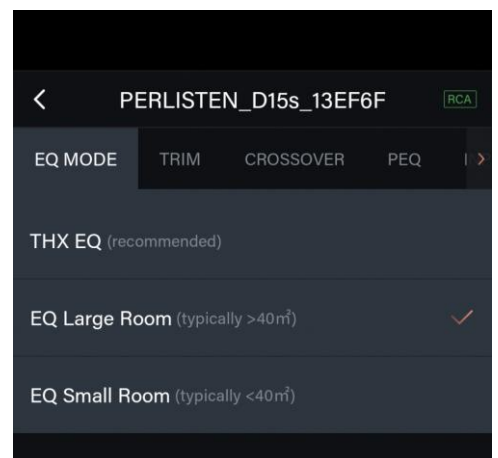 PERLISTEN_D15s_13EF6F RCA
EQ MODE TRIM CROSSOVER PEQ
THX EQ (recommended)
EQ Large Room (typically >40㎡)
EQ Small Room (typically <40㎡)